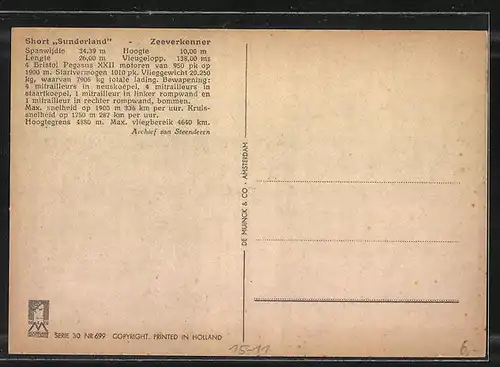 Short „Sunderland" - Zeeverkenner
Spanwijdte 34,39 m Hoogte 10,00 m
Lengte 26,00 m Vleugelopp. 138,00 ms
4 Bristol Pegasus XXII motoren van 950 pk op
1900 m. Startvermogen 1010 pk. Vlieggewicht 20.250
kg, waarvan 7906 kg totale lading. Bewapening:
4 mitrailleurs in neuskoepel, 4 mitrailleurs in
staartkoepel, 1 mitrailleur in linker rompwand en
1 mitrailleur in rechter rompwand, bommen.
Max. snelheid op 1900 m 336 km per uur. Kruis-
snelheid op 1750 m 287 km per uur.
Hoogtegrens 4880 m. Max. vliegbereik 4640 km.
Archief van Steenderen
DE MUINCK & CO - AMSTERDAM
SERIE 30 NR 699 COPYRIGHT. PRINTED IN HOLLAND
15-11
6,-